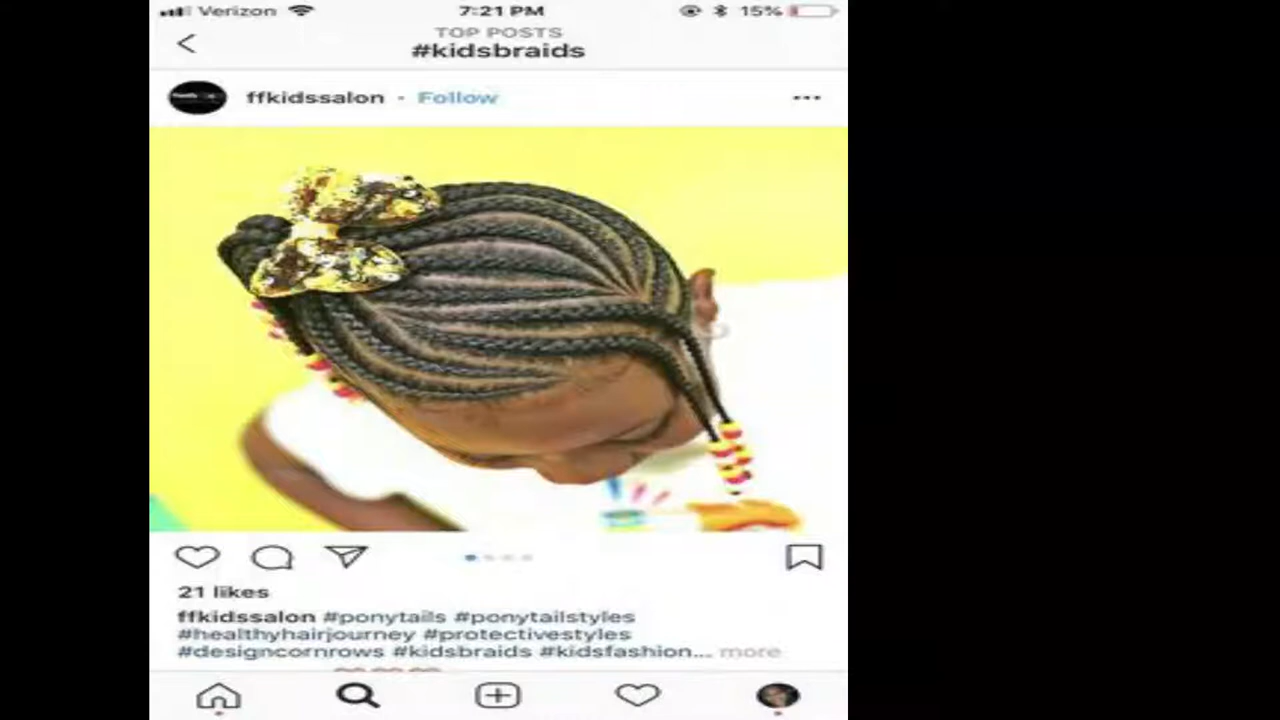 Verizon 7:21 PM 15%
TOP POSTS
#kidsbraids
ffkidssalon · Follow
21 likes
ffkidssalon #ponytails #ponytailstyles
#healthyhairjourney #protectivestyles
#designcornrows #kidsbraids #kidsfashion... more